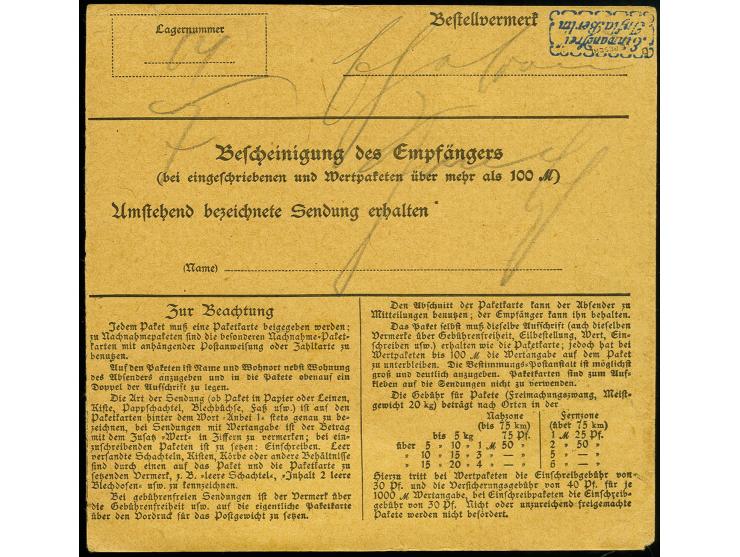 Lagernummer
Bestellvermerk
Bescheinigung des Empfängers
(bei eingeschriebenen und Wertpaketen über mehr als 100 M)
Umstehend bezeichnete Sendung erhalten
(Name)
Zur Beachtung
Jedem Paket muß eine Paketkarte beigegeben werden;
zu Nachnahmepaketen sind die besonderen Nachnahme-Paket-
karten mit anhängender Postanweisung oder Zahlkarte zu
benutzen.
Auf den Paketen ist Name und Wohnort nebst Wohnung
des Absenders anzugeben und in die Pakete obenauf ein
Doppel der Aufschrift zu legen.
Die Art der Sendung (ob Paket in Papier oder Leinen,
Kiste, Pappschachtel, Blechbüchse, Faß usw.) ist auf den
Paketkarten hinter dem Wort „Anbei 1“ stets genau zu be-
zeichnen, bei Sendungen mit Wertangabe ist der Betrag
mit dem Zusatz „Wert“ in Ziffern zu vermerken; bei ein-
zuschreibenden Paketen ist zu setzen: Einschreiben. Leer
versandte Schachteln, Kisten, Körbe oder andere Behältnisse
sind durch einen auf das Paket und die Paketkarte zu
setzenden Vermerk, z. B. „leere Schachtel“, „Inhalt 2 leere
Blechdosen“ usw. zu kennzeichnen.
Bei gebührenfreien Sendungen ist der Vermerk über
die Gebührenfreiheit usw. auf die eigentliche Paketkarte
über den Vordruck für das Postgewicht zu setzen.
Den Abschnitt der Paketkarte kann der Absender zu
Mitteilungen benutzen; der Empfänger kann ihn behalten.
Das Paket selbst muß dieselbe Aufschrift (auch dieselben
Vermerke über Gebührenfreiheit, Eilbestellung, Wert, Ein-
schreiben usw.) erhalten wie die Paketkarte; jedoch hat bei
Wertpaketen bis 100 M die Wertangabe auf dem Paket
zu unterbleiben. Die Bestimmungs-Postanstalt ist möglichst
groß und deutlich anzugeben. Paketkarten sind zum Auf-
kleben auf die Sendungen nicht zu verwenden.
Die Gebühr für Pakete (Freimachungszwang, Meist-
gewicht 20 kg) beträgt nach Orten in der
Nahzone Fernzone
(bis 75 km) (über 75 km)
bis 5 kg 75 Pf. 1 M 25 Pf.
über 5 „ 10 „ 1 M 50 „ 2 „ 50 „
„ 10 „ 15 „ 3 „ — „ 5 „ — „
„ 15 „ 20 „ 4 „ — „ 6 „ — „
Hierzu tritt bei Wertpaketen die Einschreibgebühr von
30 Pf. und die Versicherungsgebühr von 40 Pf. für je
1000 M Wertangabe, bei Einschreibpaketen die Einschreib-
gebühr von 30 Pf. Nicht oder unzureichend freigemachte
Pakete werden nicht befördert.